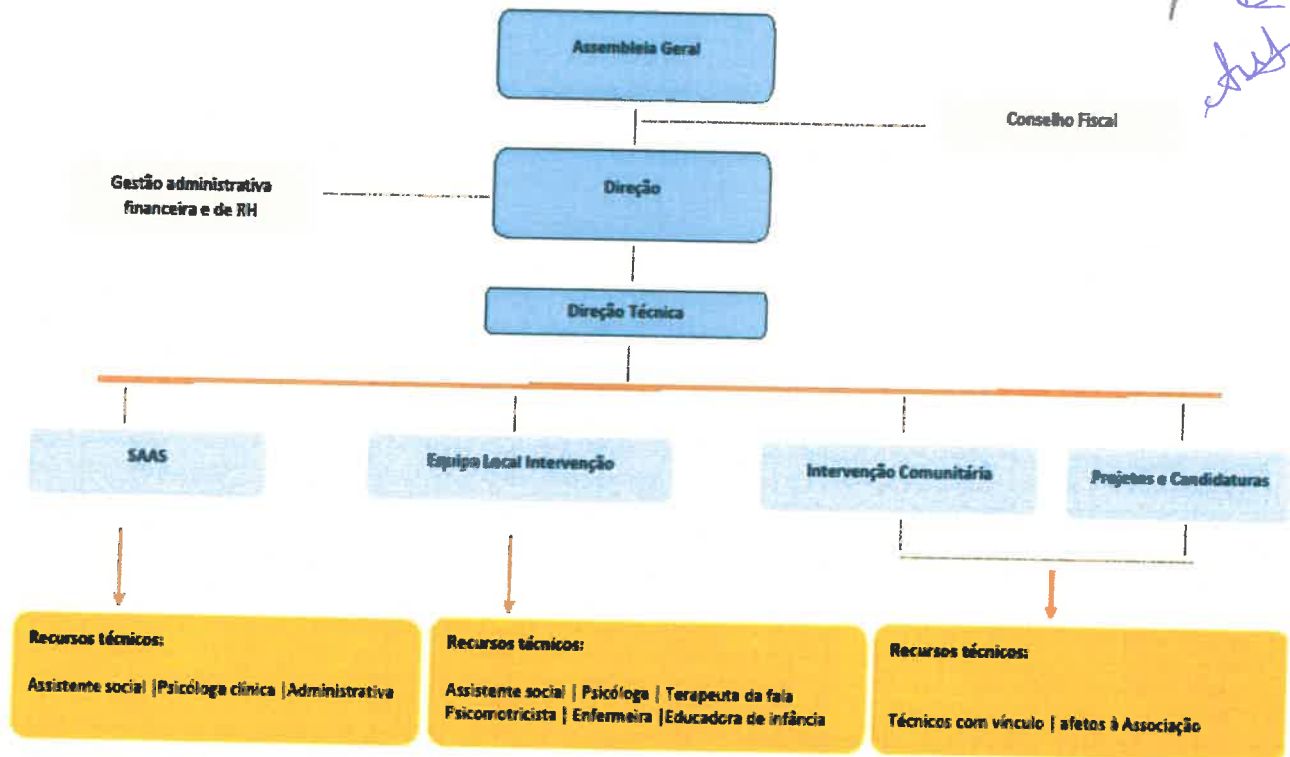 Assembleia Geral
Conselho Fiscal
Gestão administrativa
financeira e de RH
Direção
Direção Técnica
SAAS
Equipa Local Intervenção
Intervenção Comunitária
Projetos e Candidaturas
Recursos técnicos:
Assistente social |Psicóloga clínica |Administrativa
Recursos técnicos:
Assistente social | Psicóloga | Terapeuta da fala
Psicomotricista | Enfermeira |Educadora de infância
Recursos técnicos:
Técnicos com vínculo | afetos à Associação